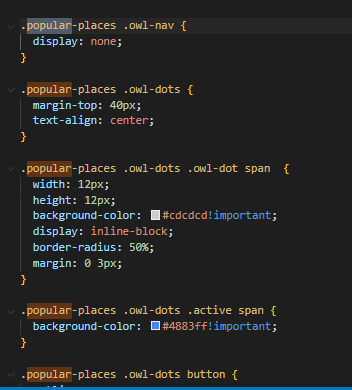 .popular-places .owl-nav {
  display: none;
}
.popular-places .owl-dots {
  margin-top: 40px;
  text-align: center;
}
.popular-places .owl-dots .owl-dot span  {
  width: 12px;
  height: 12px;
  background-color: #cdcdcd!important;
  display: inline-block;
  border-radius: 50%;
  margin: 0 3px;
}
.popular-places .owl-dots .active span {
  background-color: #4883ff!important;
}
.popular-places .owl-dots button {